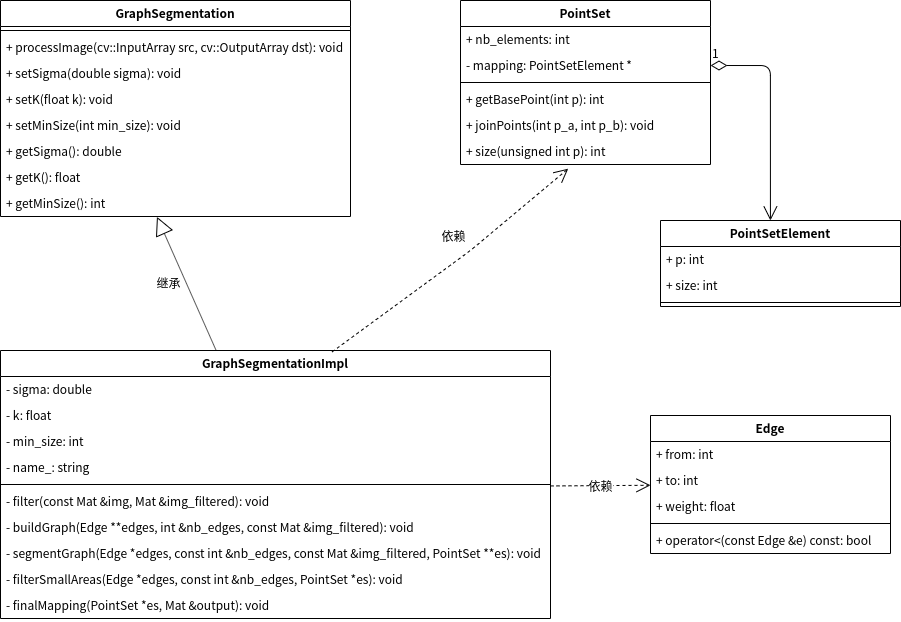 GraphSegmentation
+ processImage(cv::InputArray src, cv::OutputArray dst): void
+ setSigma(double sigma): void
+ setK(float k): void
+ setMinSize(int min_size): void
+ getSigma(): double
+ getK(): float
+ getMinSize(): int
PointSet
+ nb_elements: int
- mapping: PointSetElement *
+ getBasePoint(int p): int
+ joinPoints(int p_a, int p_b): void
+ size(unsigned int p): int
1
PointSetElement
+ p: int
+ size: int
依赖
继承
GraphSegmentationImpl
- sigma: double
- k: float
- min_size: int
- name_: string
- filter(const Mat &img, Mat &img_filtered): void
- buildGraph(Edge **edges, int &nb_edges, const Mat &img_filtered): void
- segmentGraph(Edge *edges, const int &nb_edges, const Mat &img_filtered, PointSet **es): void
- filterSmallAreas(Edge *edges, const int &nb_edges, PointSet *es): void
- finalMapping(PointSet *es, Mat &output): void
依赖
Edge
+ from: int
+ to: int
+ weight: float
+ operator<(const Edge &e) const: bool